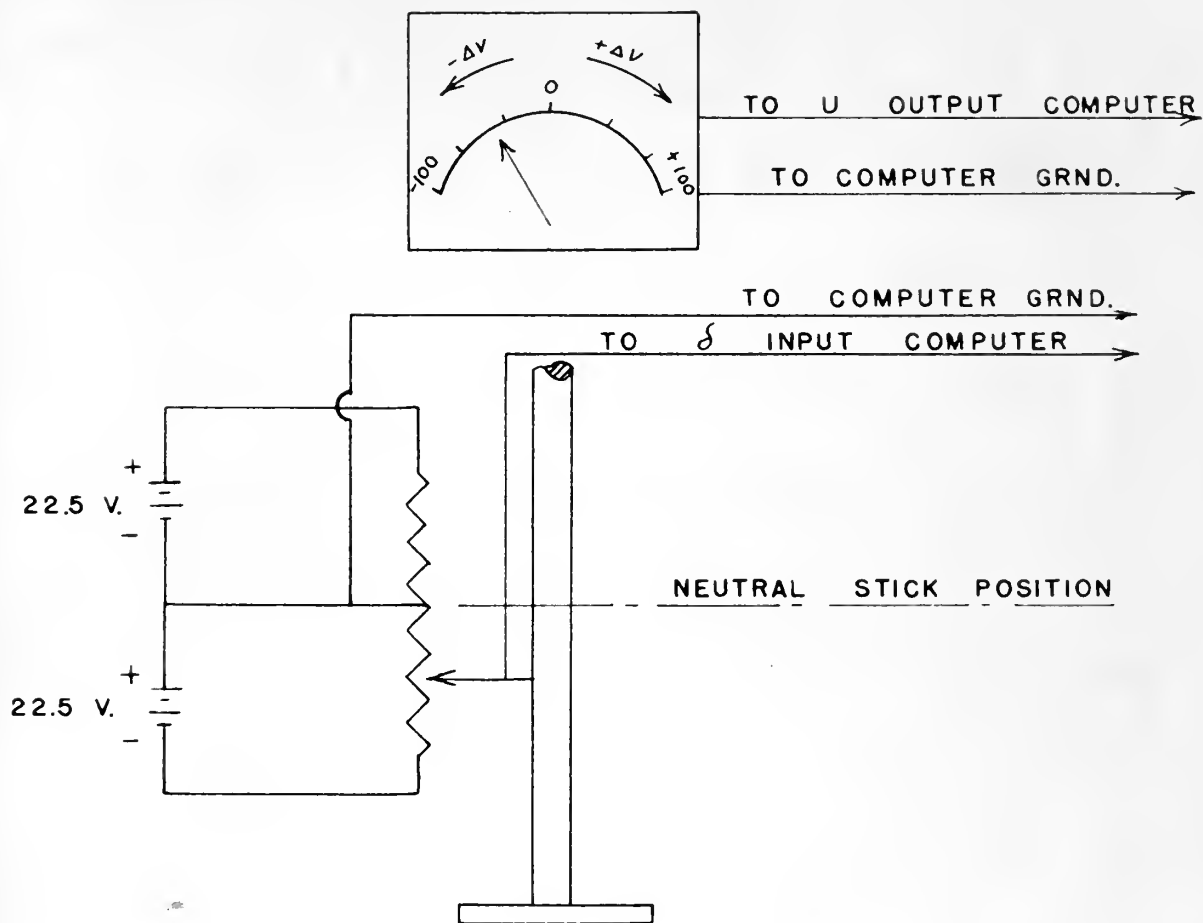 -ΔV +ΔV
0
-100 +100
TO U OUTPUT COMPUTER
TO COMPUTER GRND.
TO COMPUTER GRND.
TO δ INPUT COMPUTER
+
22.5 V.
-
NEUTRAL STICK POSITION
+
22.5 V.
-